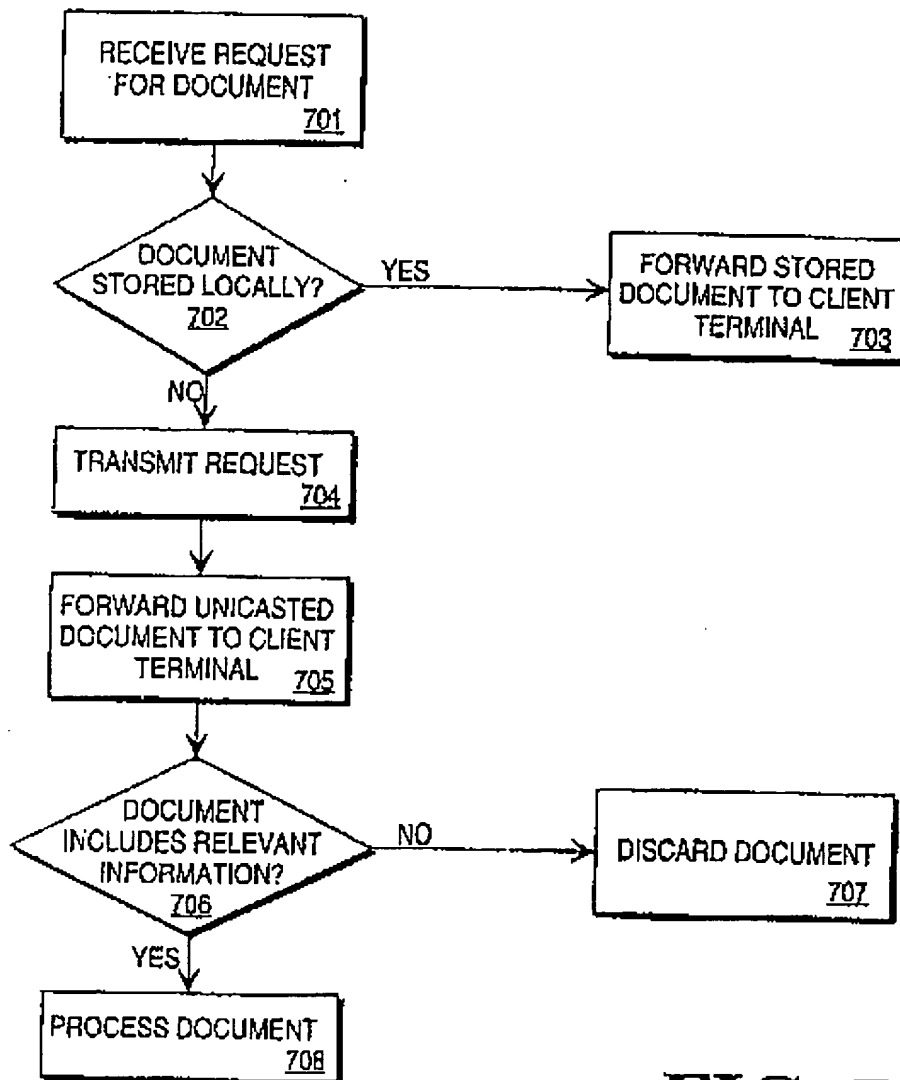 RECEIVE REQUEST
FOR DOCUMENT
701
DOCUMENT
STORED LOCALLY?
702
YES
FORWARD STORED
DOCUMENT TO CLIENT
TERMINAL
703
NO
TRANSMIT REQUEST
704
FORWARD UNICASTED
DOCUMENT TO CLIENT
TERMINAL
705
DOCUMENT
INCLUDES RELEVANT
INFORMATION?
706
NO
DISCARD DOCUMENT
707
YES
PROCESS DOCUMENT
708